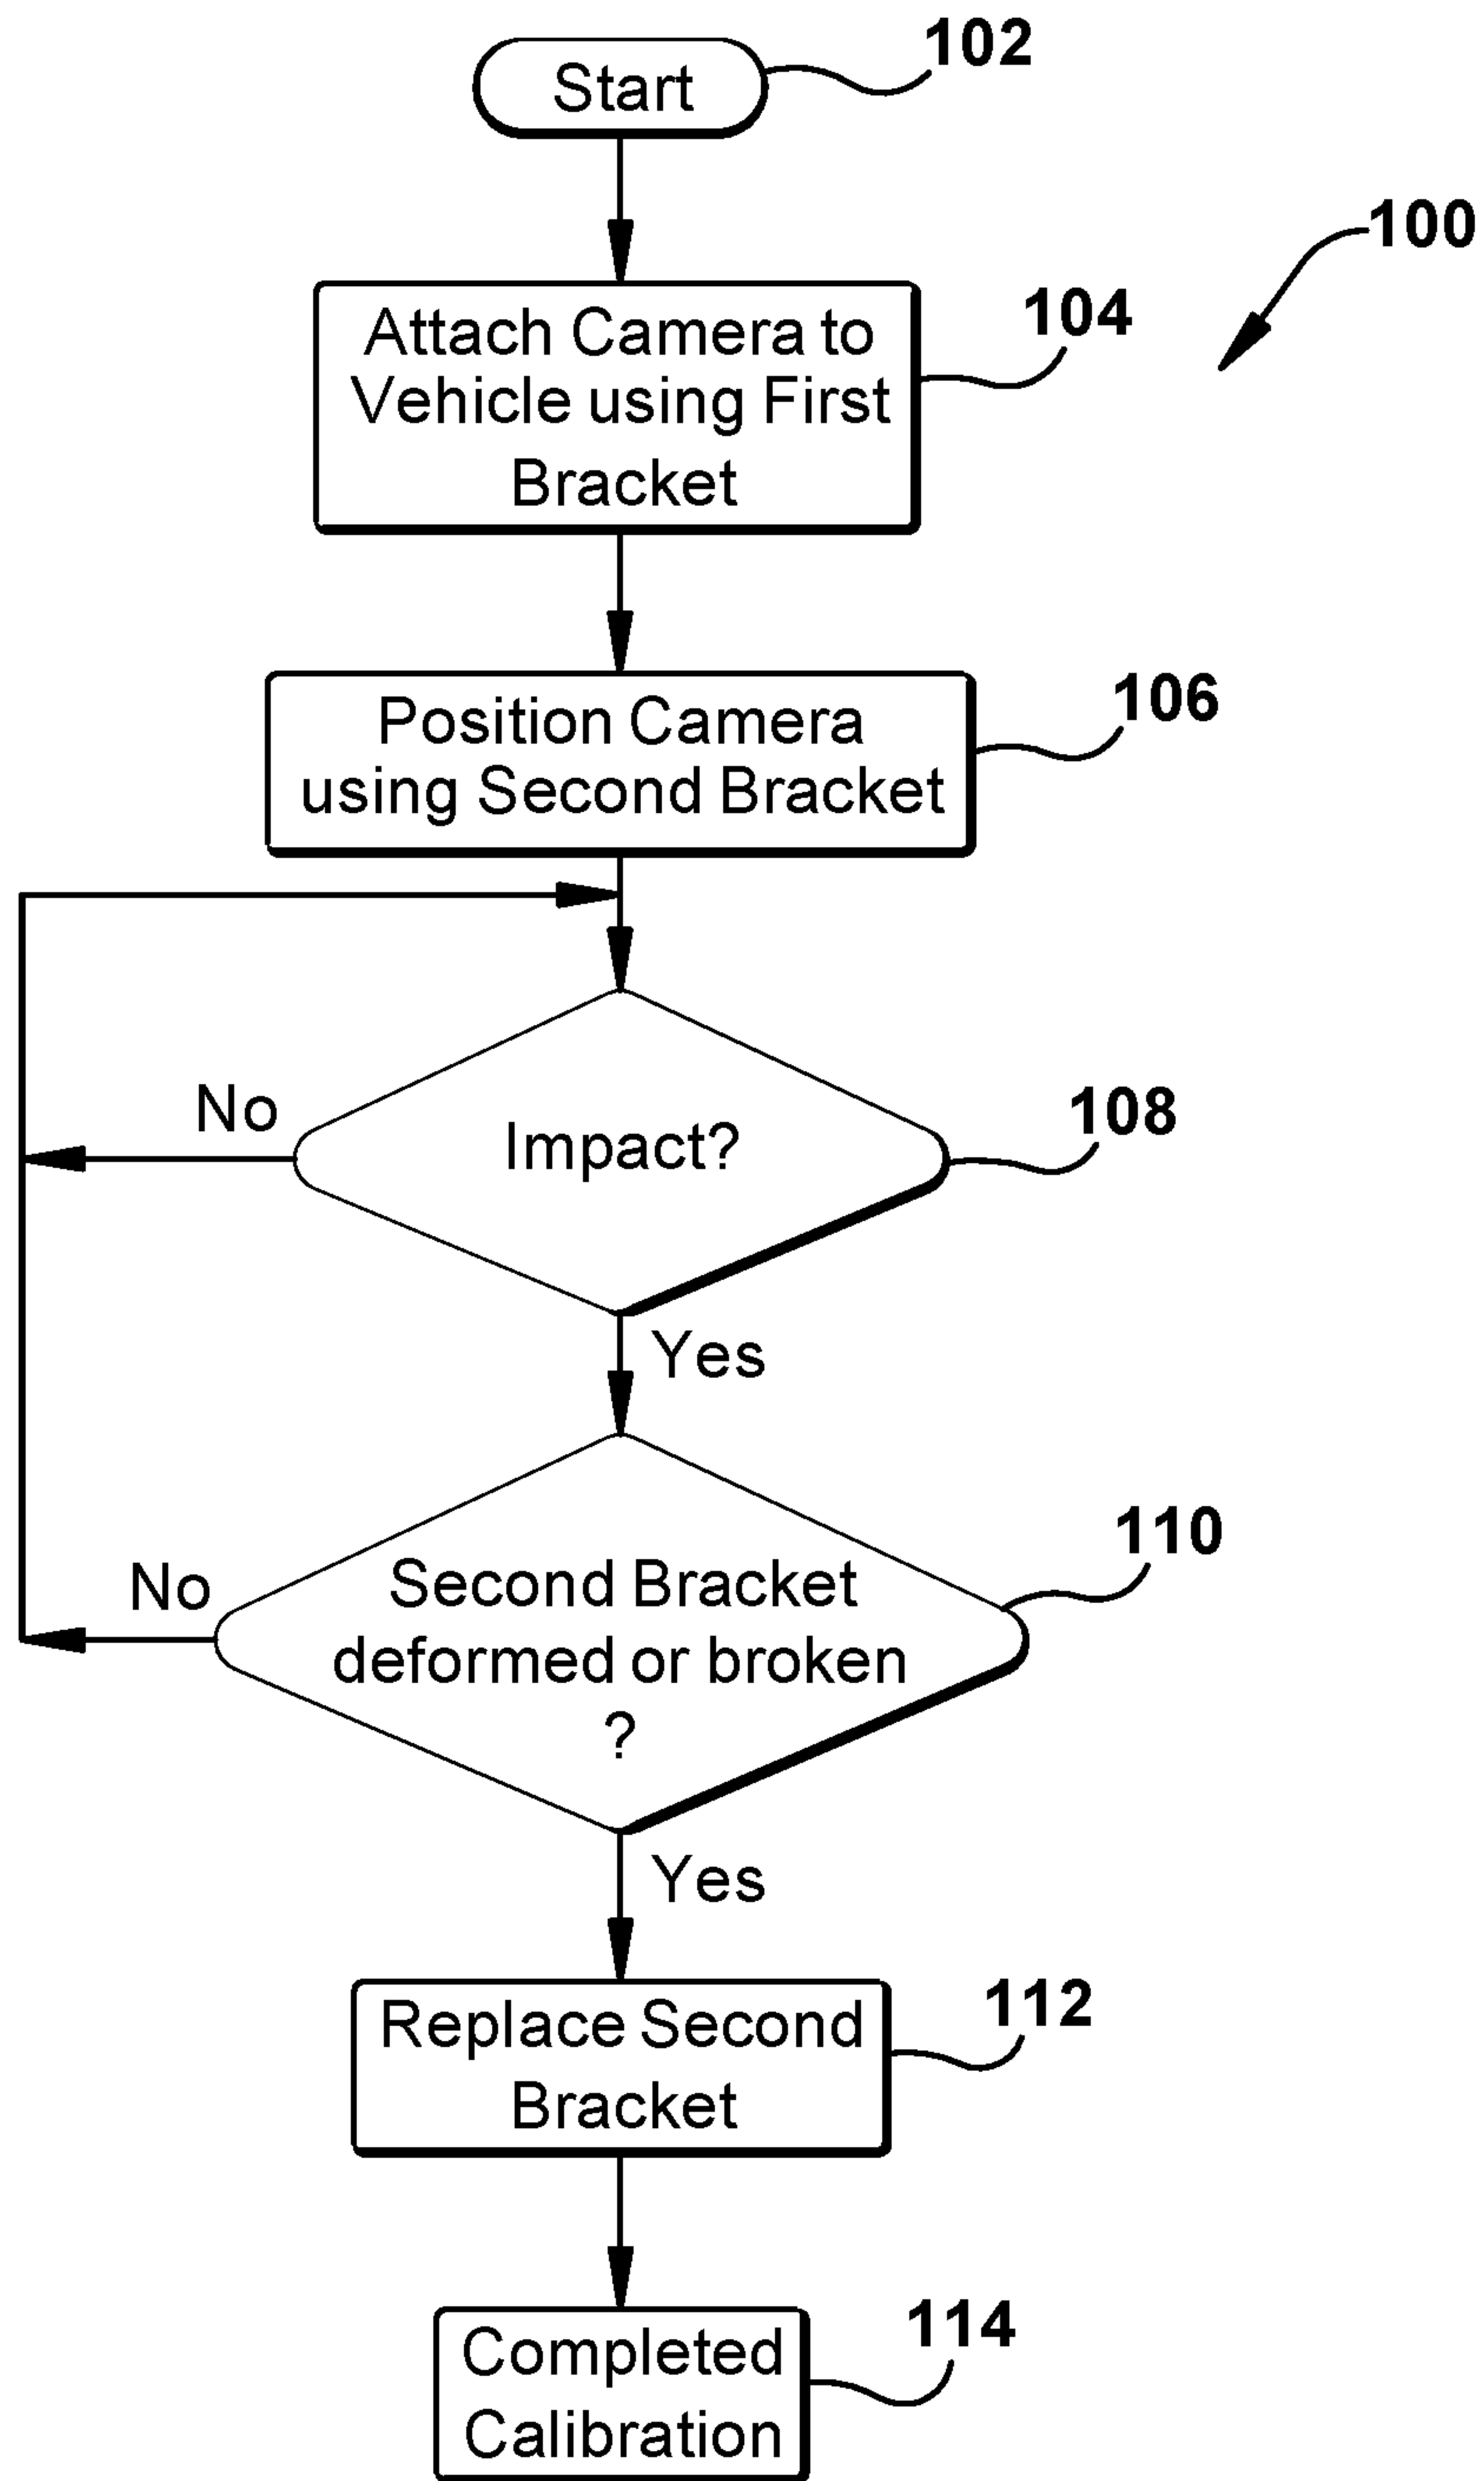 Start
102
100
Attach Camera to
Vehicle using First
Bracket
104
Position Camera
using Second Bracket
106
Impact?
No
108
Yes
Second Bracket
deformed or broken
?
No
110
Yes
Replace Second
Bracket
112
Completed
Calibration
114